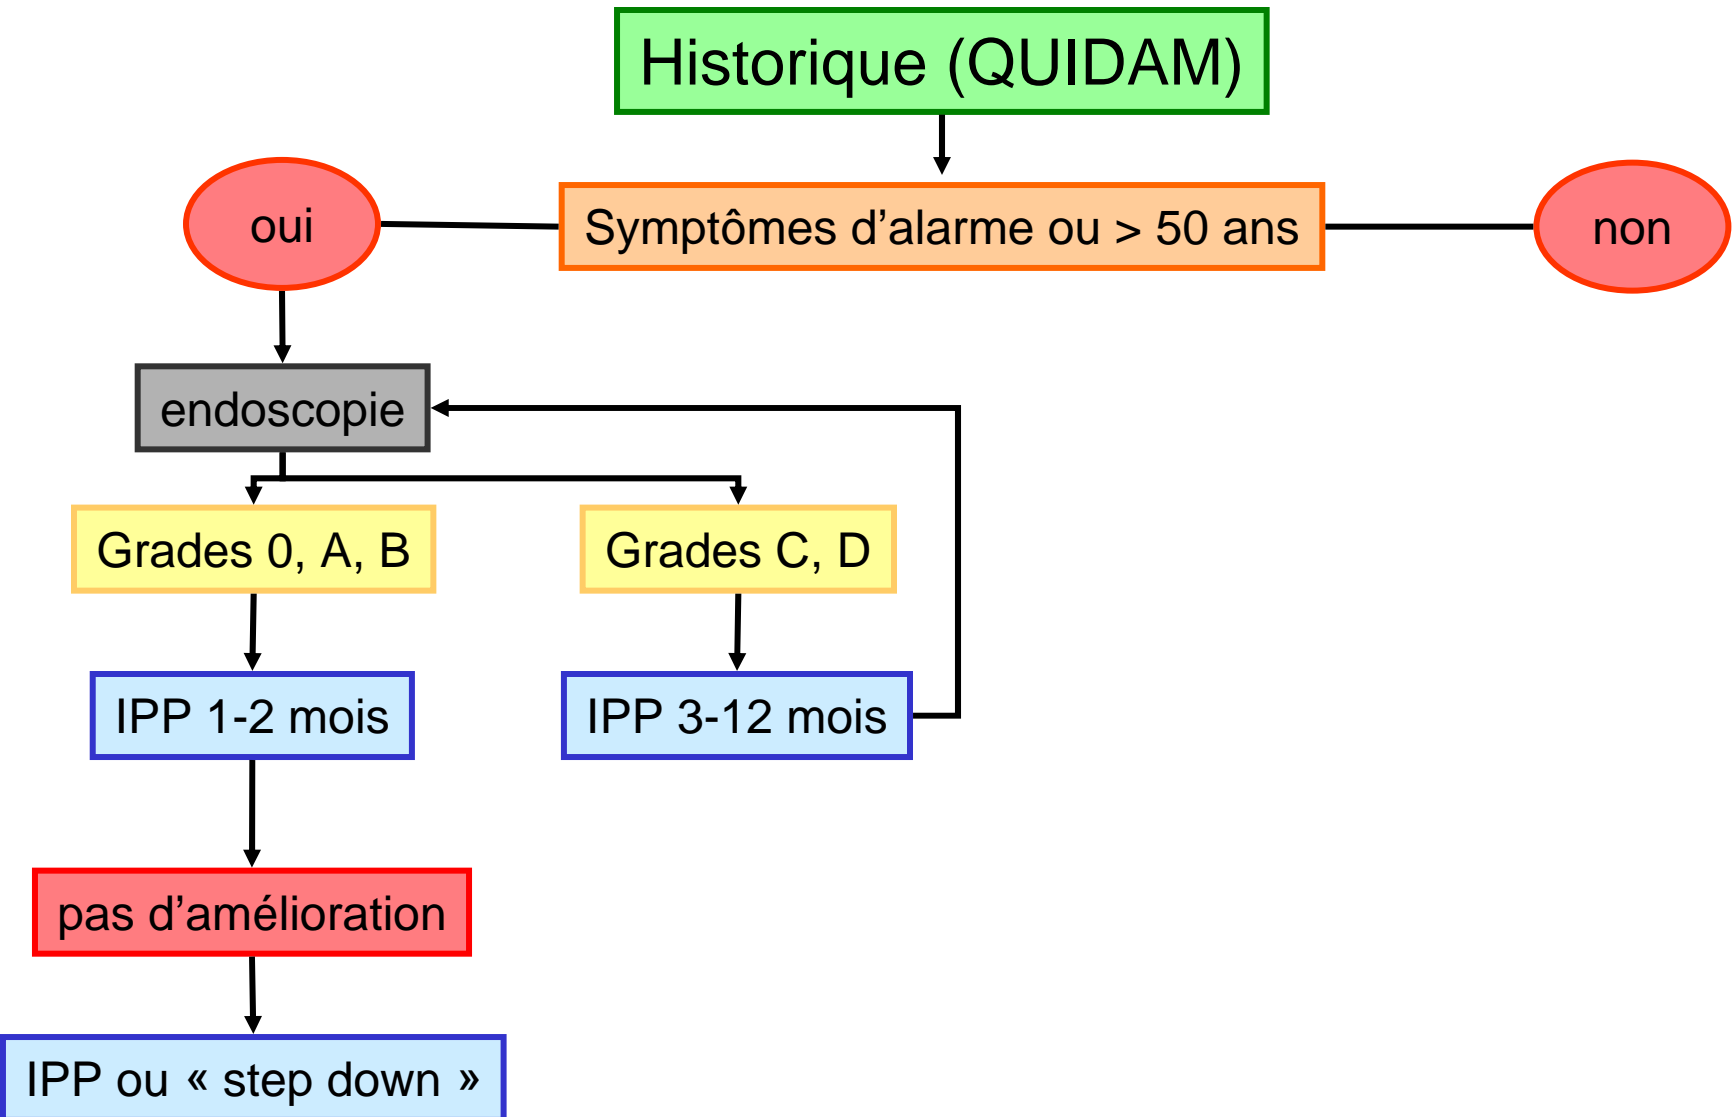 Historique (QUIDAM)
oui
Symptômes d’alarme ou > 50 ans
non
endoscopie
Grades 0, A, B
Grades C, D
IPP 1-2 mois
IPP 3-12 mois
pas d’amélioration
IPP ou « step down »